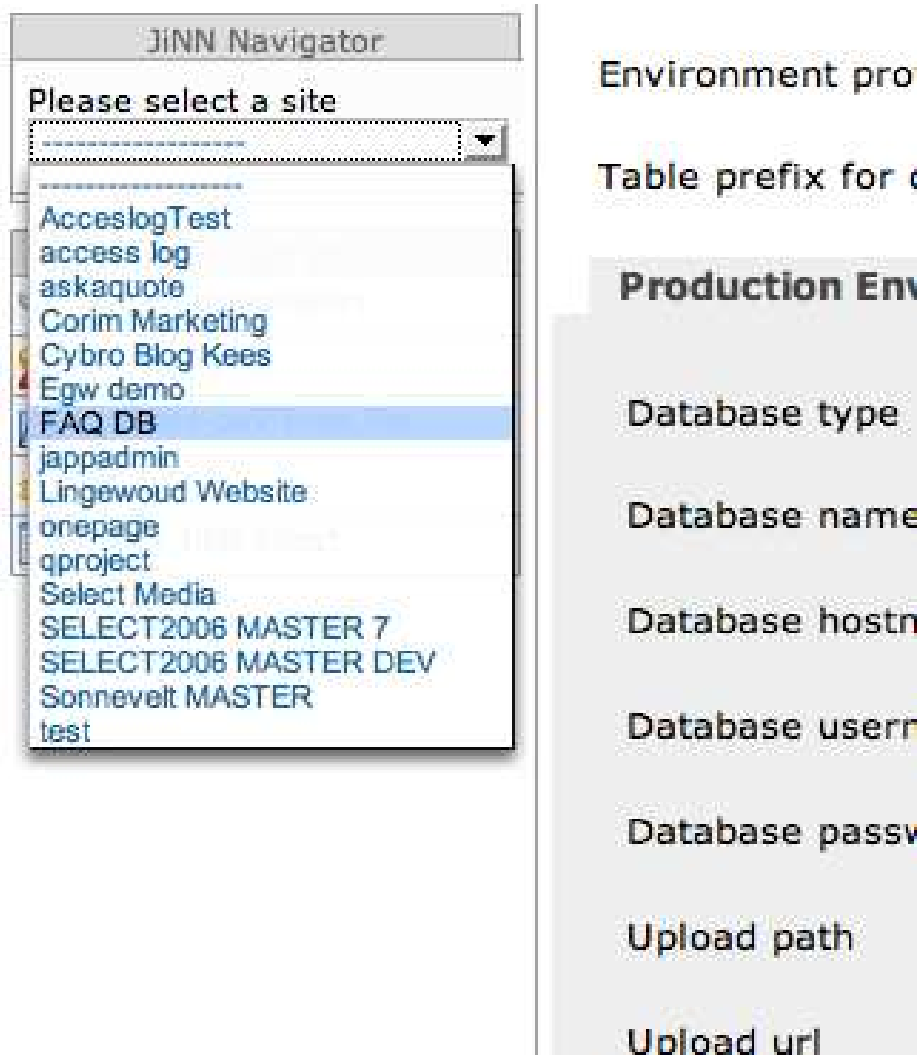 JiNN Navigator
Please select a site
------------------
------------------
AcceslogTest
access log
askaquote
Corim Marketing
Cybro Blog Kees
Egw demo
FAQ DB
jappadmin
Lingewoud Website
onepage
qproject
Select Media
SELECT2006 MASTER 7
SELECT2006 MASTER DEV
Sonnevelt MASTER
test
Environment pro
Table prefix for
Production Env
Database type
Database name
Database hostn
Database usern
Database passw
Upload path
Upload url